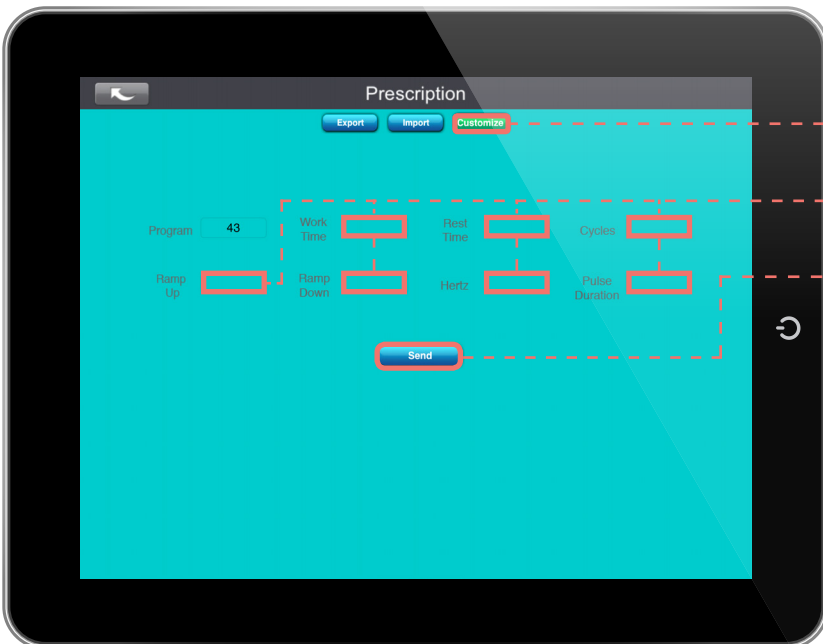 Prescription
Export Import Customize
Program 43 Work Time Rest Time Cycles
Ramp Up Ramp Down Hertz Pulse Duration
Send